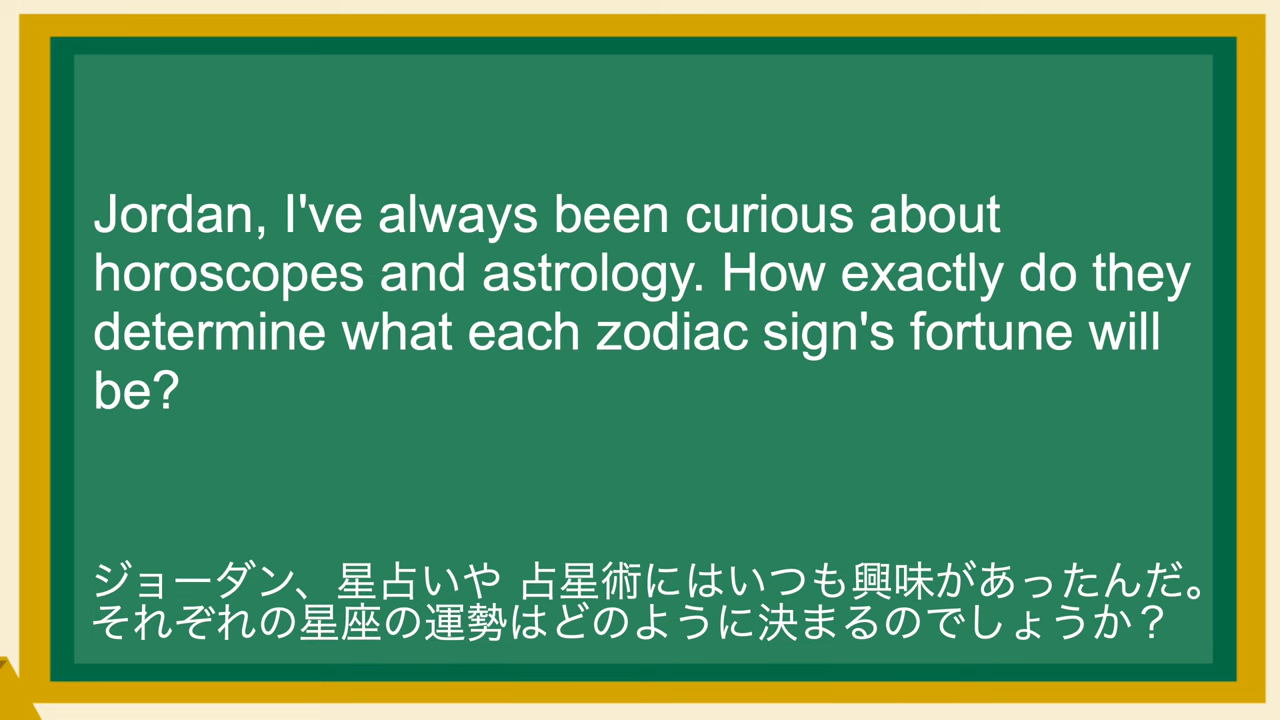 Jordan, I've always been curious about
horoscopes and astrology. How exactly do they
determine what each zodiac sign's fortune will
be?
ジョーダン、星占いや 占星術にはいつも興味があったんだ。
それぞれの星座の運勢はどのように決まるのでしょうか？